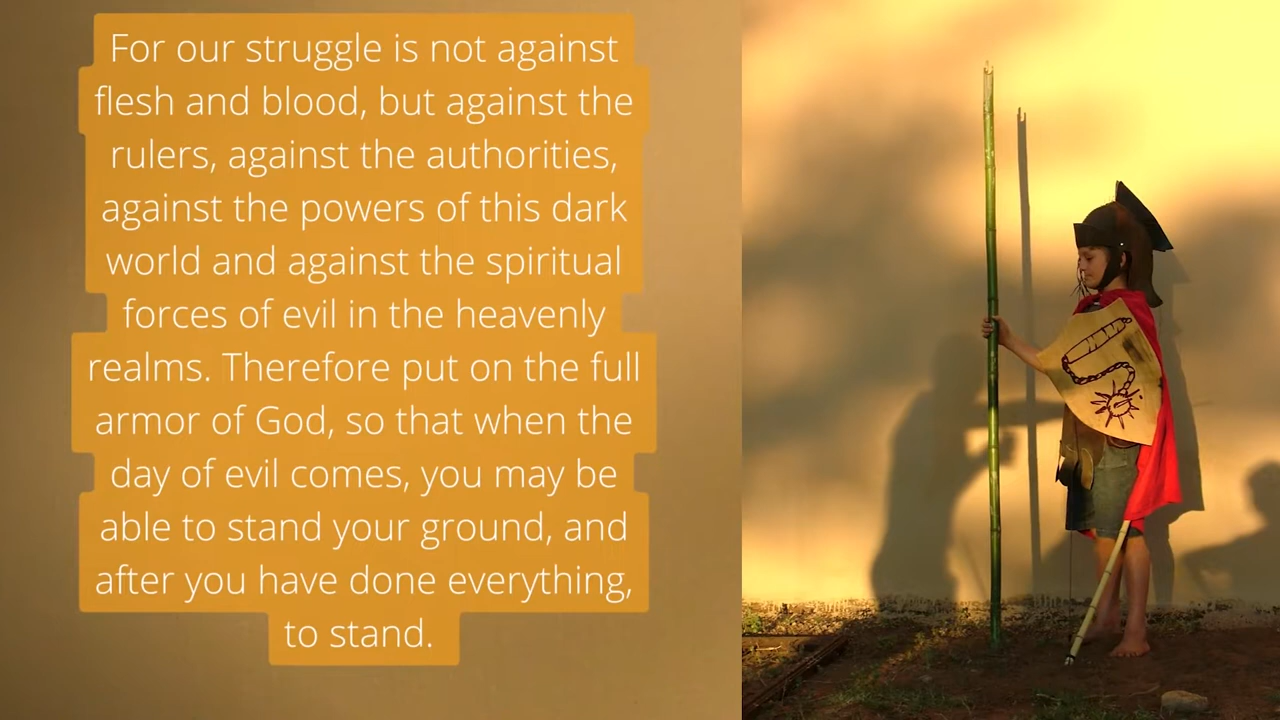 For our struggle is not against
flesh and blood, but against the
rulers, against the authorities,
against the powers of this dark
world and against the spiritual
forces of evil in the heavenly
realms. Therefore put on the full
armor of God, so that when the
day of evil comes, you may be
able to stand your ground, and
after you have done everything,
to stand.